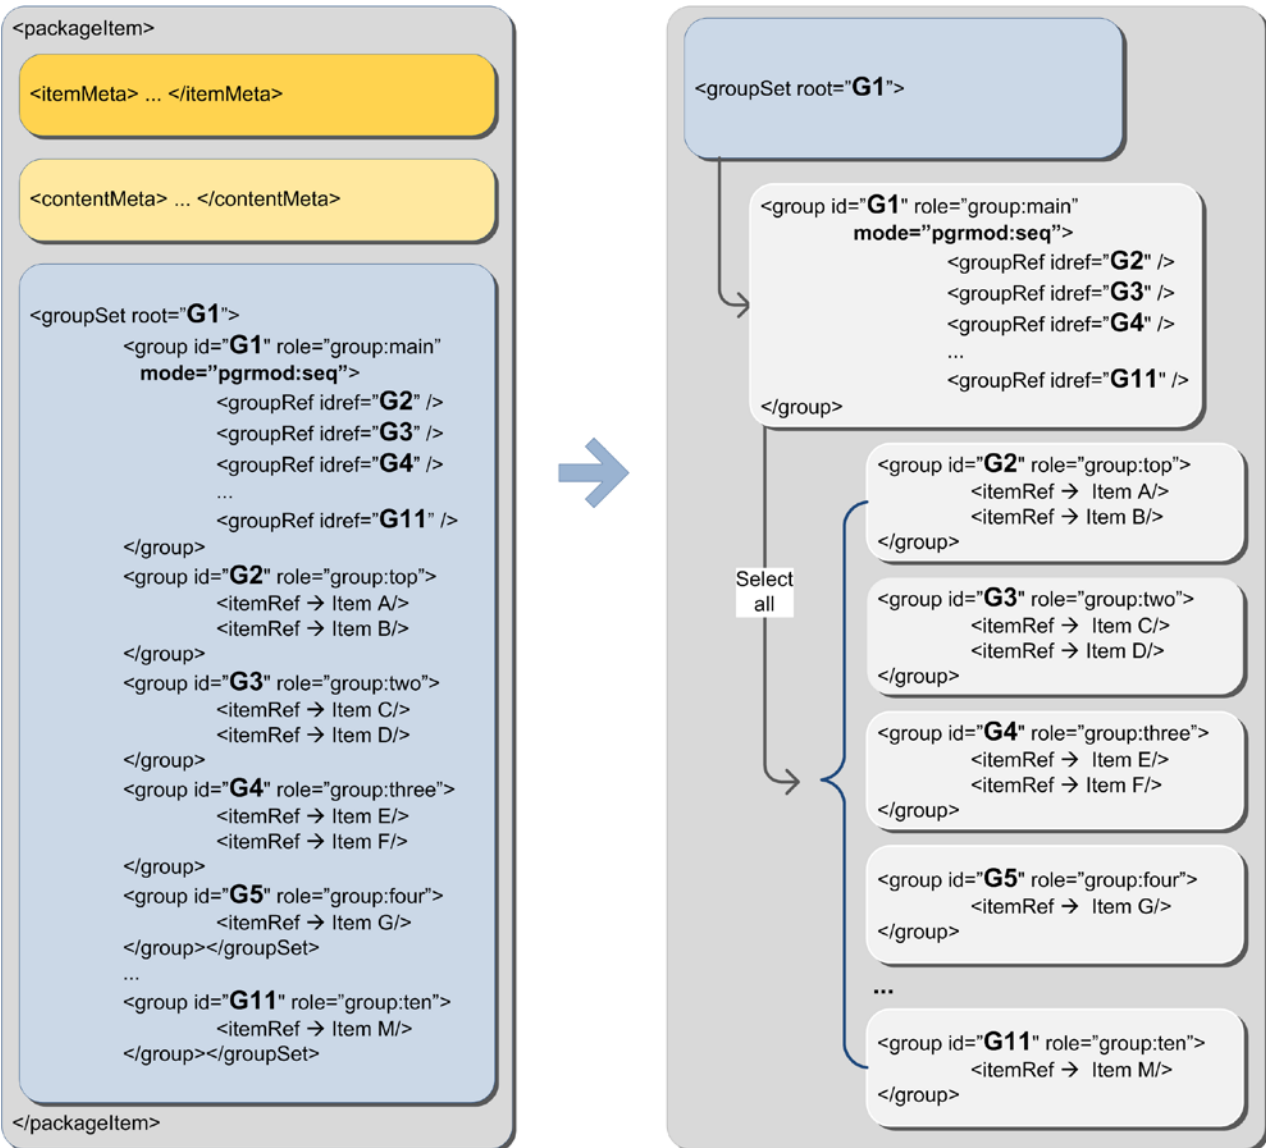 <packageItem>
<itemMeta> ... </itemMeta>
<contentMeta> ... </contentMeta>
<groupSet root=”G1”>
<group id=”G1" role=”group:main”
mode=”pgrmod:seq”>
<groupRef idref=”G2” />
<groupRef idref=”G3” />
<groupRef idref=”G4” />
...
<groupRef idref=”G11” />
</group>
<group id=”G2" role=”group:top”>
<itemRef → Item A/>
<itemRef → Item B/>
</group>
<group id=”G3" role=”group:two”>
<itemRef → Item C/>
<itemRef → Item D/>
</group>
<group id=”G4" role=”group:three”>
<itemRef → Item E/>
<itemRef → Item F/>
</group>
<group id=”G5" role=”group:four”>
<itemRef → Item G/>
</group></groupSet>
...
<group id=”G11" role=”group:ten”>
<itemRef → Item M/>
</group></groupSet>
</packageItem>
<groupSet root=”G1”>
<group id=”G1" role=”group:main”
mode=”pgrmod:seq”>
<groupRef idref=”G2" />
<groupRef idref=”G3" />
<groupRef idref=”G4" />
...
<groupRef idref=”G11" />
</group>
Select
all
<group id=”G2" role=”group:top”>
<itemRef → Item A/>
<itemRef → Item B/>
</group>
<group id=”G3" role=”group:two”>
<itemRef → Item C/>
<itemRef → Item D/>
</group>
<group id=”G4" role=”group:three”>
<itemRef → Item E/>
<itemRef → Item F/>
</group>
<group id=”G5" role=”group:four”>
<itemRef → Item G/>
</group>
...
<group id=”G11" role=”group:ten”>
<itemRef → Item M/>
</group>